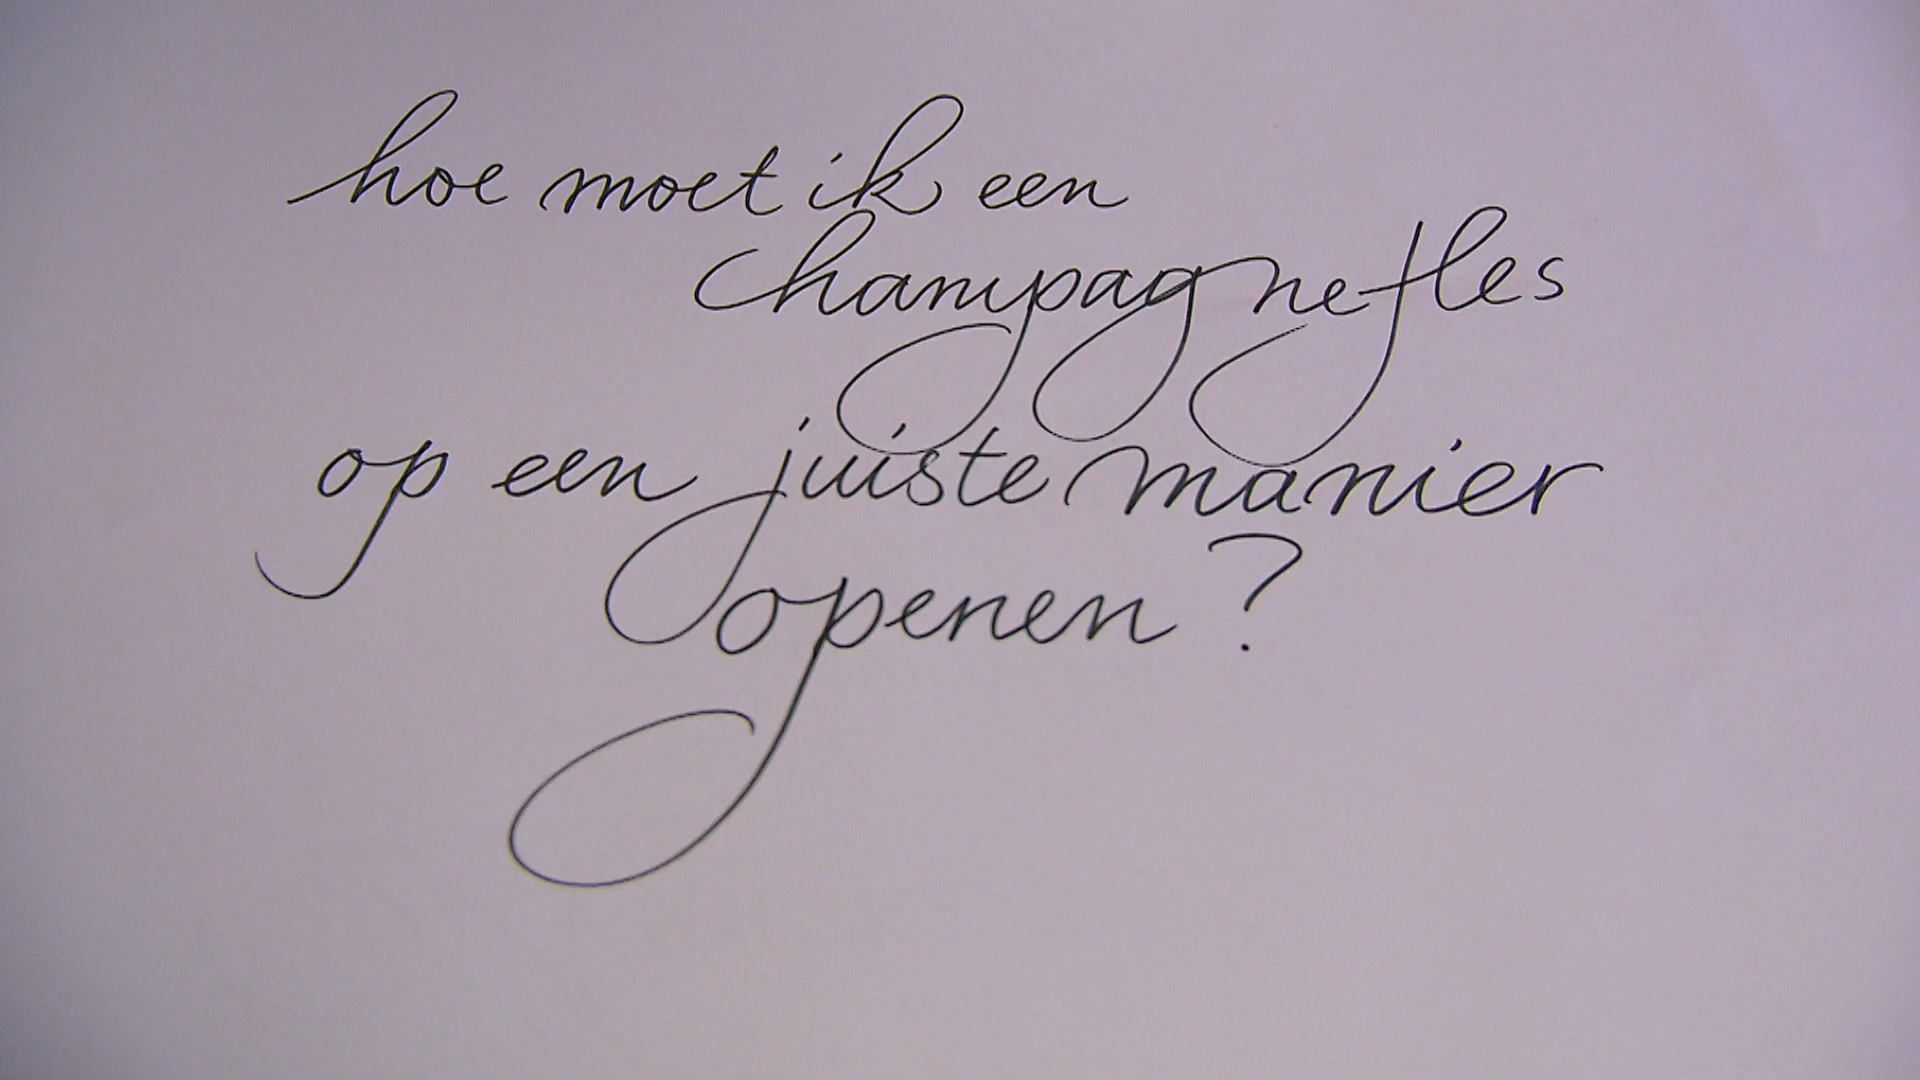 hoe moet ik een
champagnefles
op een juiste manier
openen?